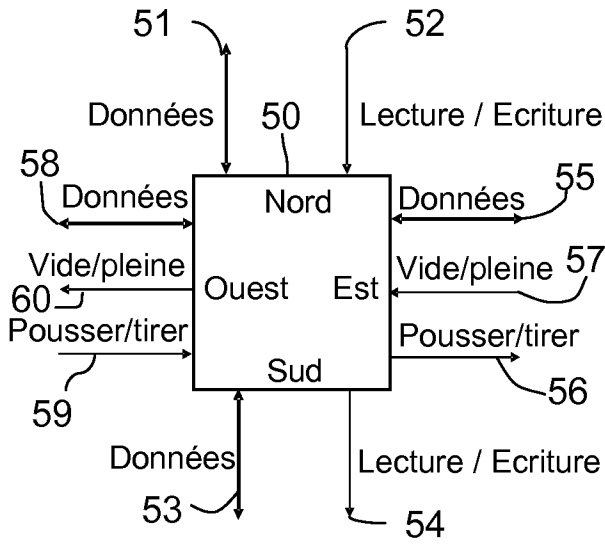 51
52
Données
50
Lecture / Ecriture
58
Données
Nord
Données
55
Vide/pleine
Ouest
Est
Vide/pleine
57
60
Pousser/tirer
Pousser/tirer
59
Sud
56
Données
Lecture / Ecriture
53
54